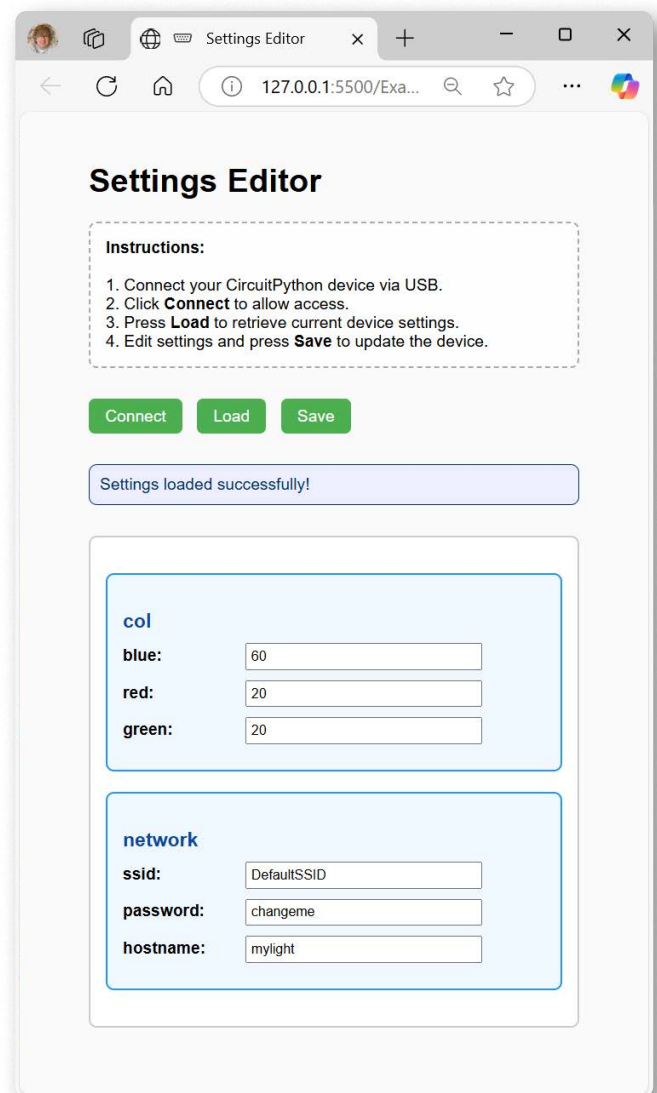 Settings Editor
127.0.0.1:5500/Exa...
Settings Editor
Instructions:
1. Connect your CircuitPython device via USB.
2. Click Connect to allow access.
3. Press Load to retrieve current device settings.
4. Edit settings and press Save to update the device.
Connect Load Save
Settings loaded successfully!
col
blue: 60
red: 20
green: 20
network
ssid: DefaultSSID
password: changeme
hostname: mylight